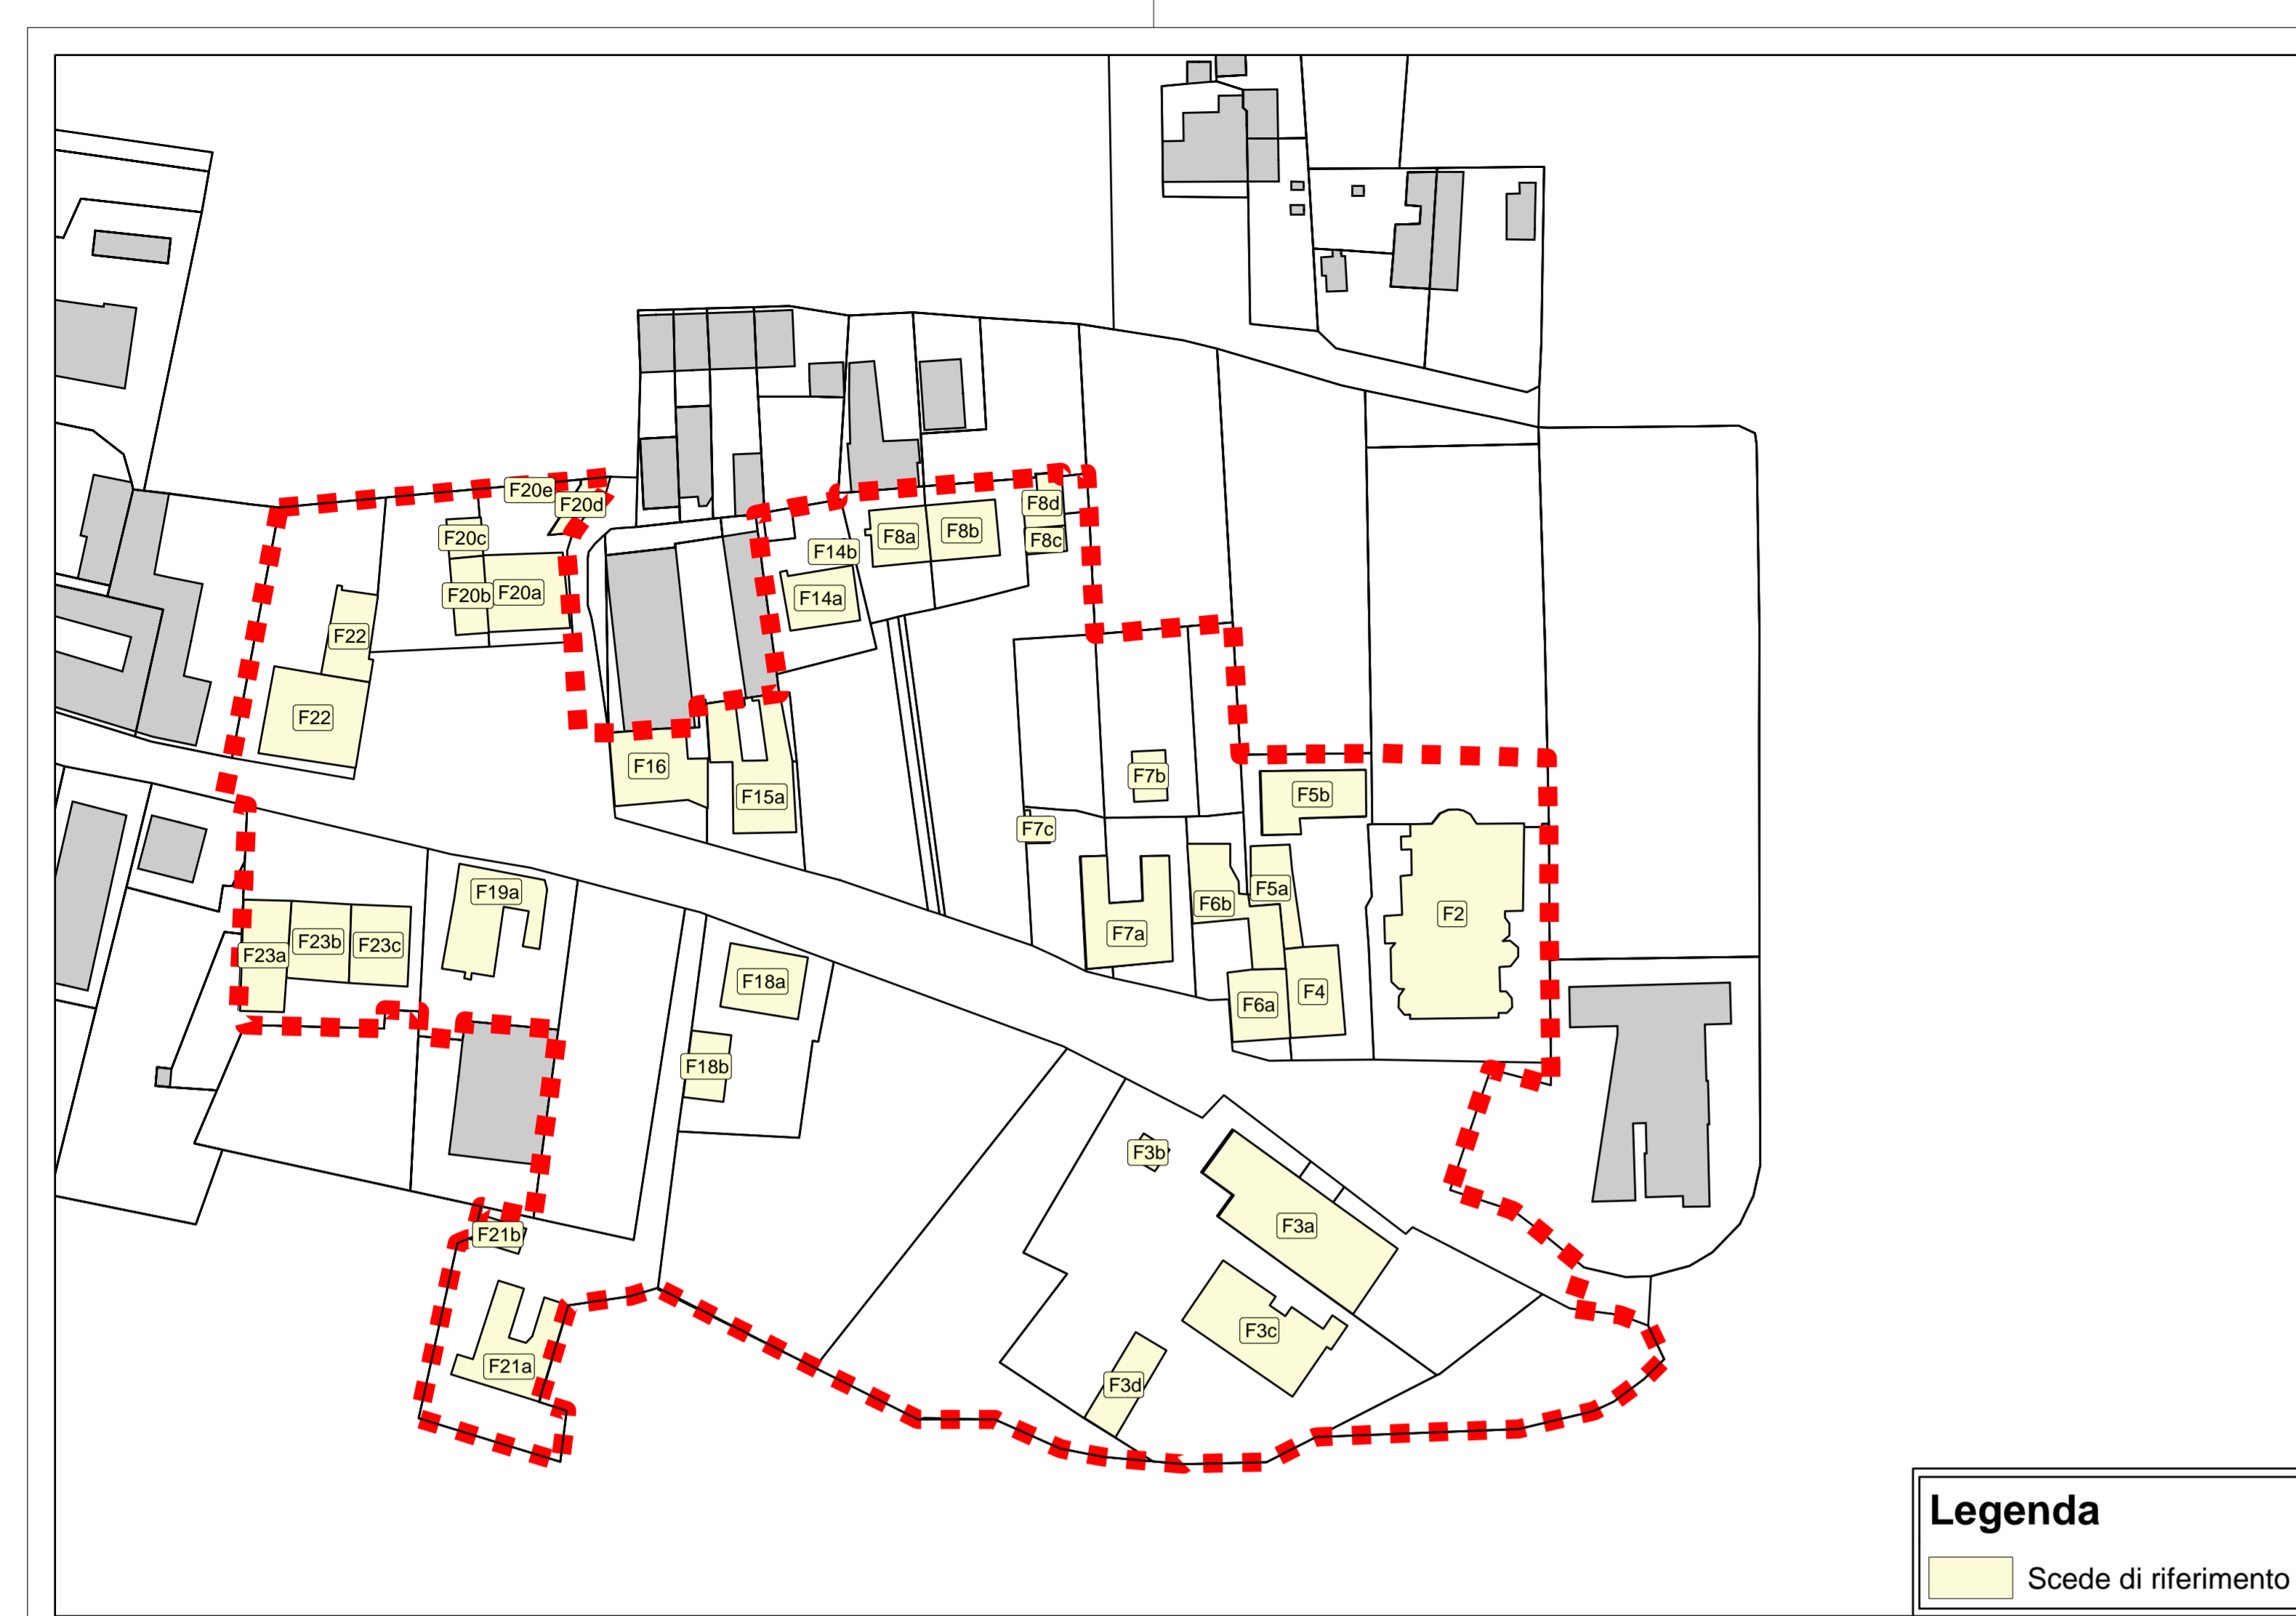 F20e
F20d
F8d
F20c
F8a
F8b
F8c
F14b
F20b
F20a
F14a
F22
F22
F16
F15a
F7b
F5b
F7c
F19a
F5a
F6b
F2
F7a
F23a
F23b
F23c
F18a
F6a
F4
F18b
F3b
F3a
F21b
F3c
F21a
F3d
Legenda
Scede di riferimento